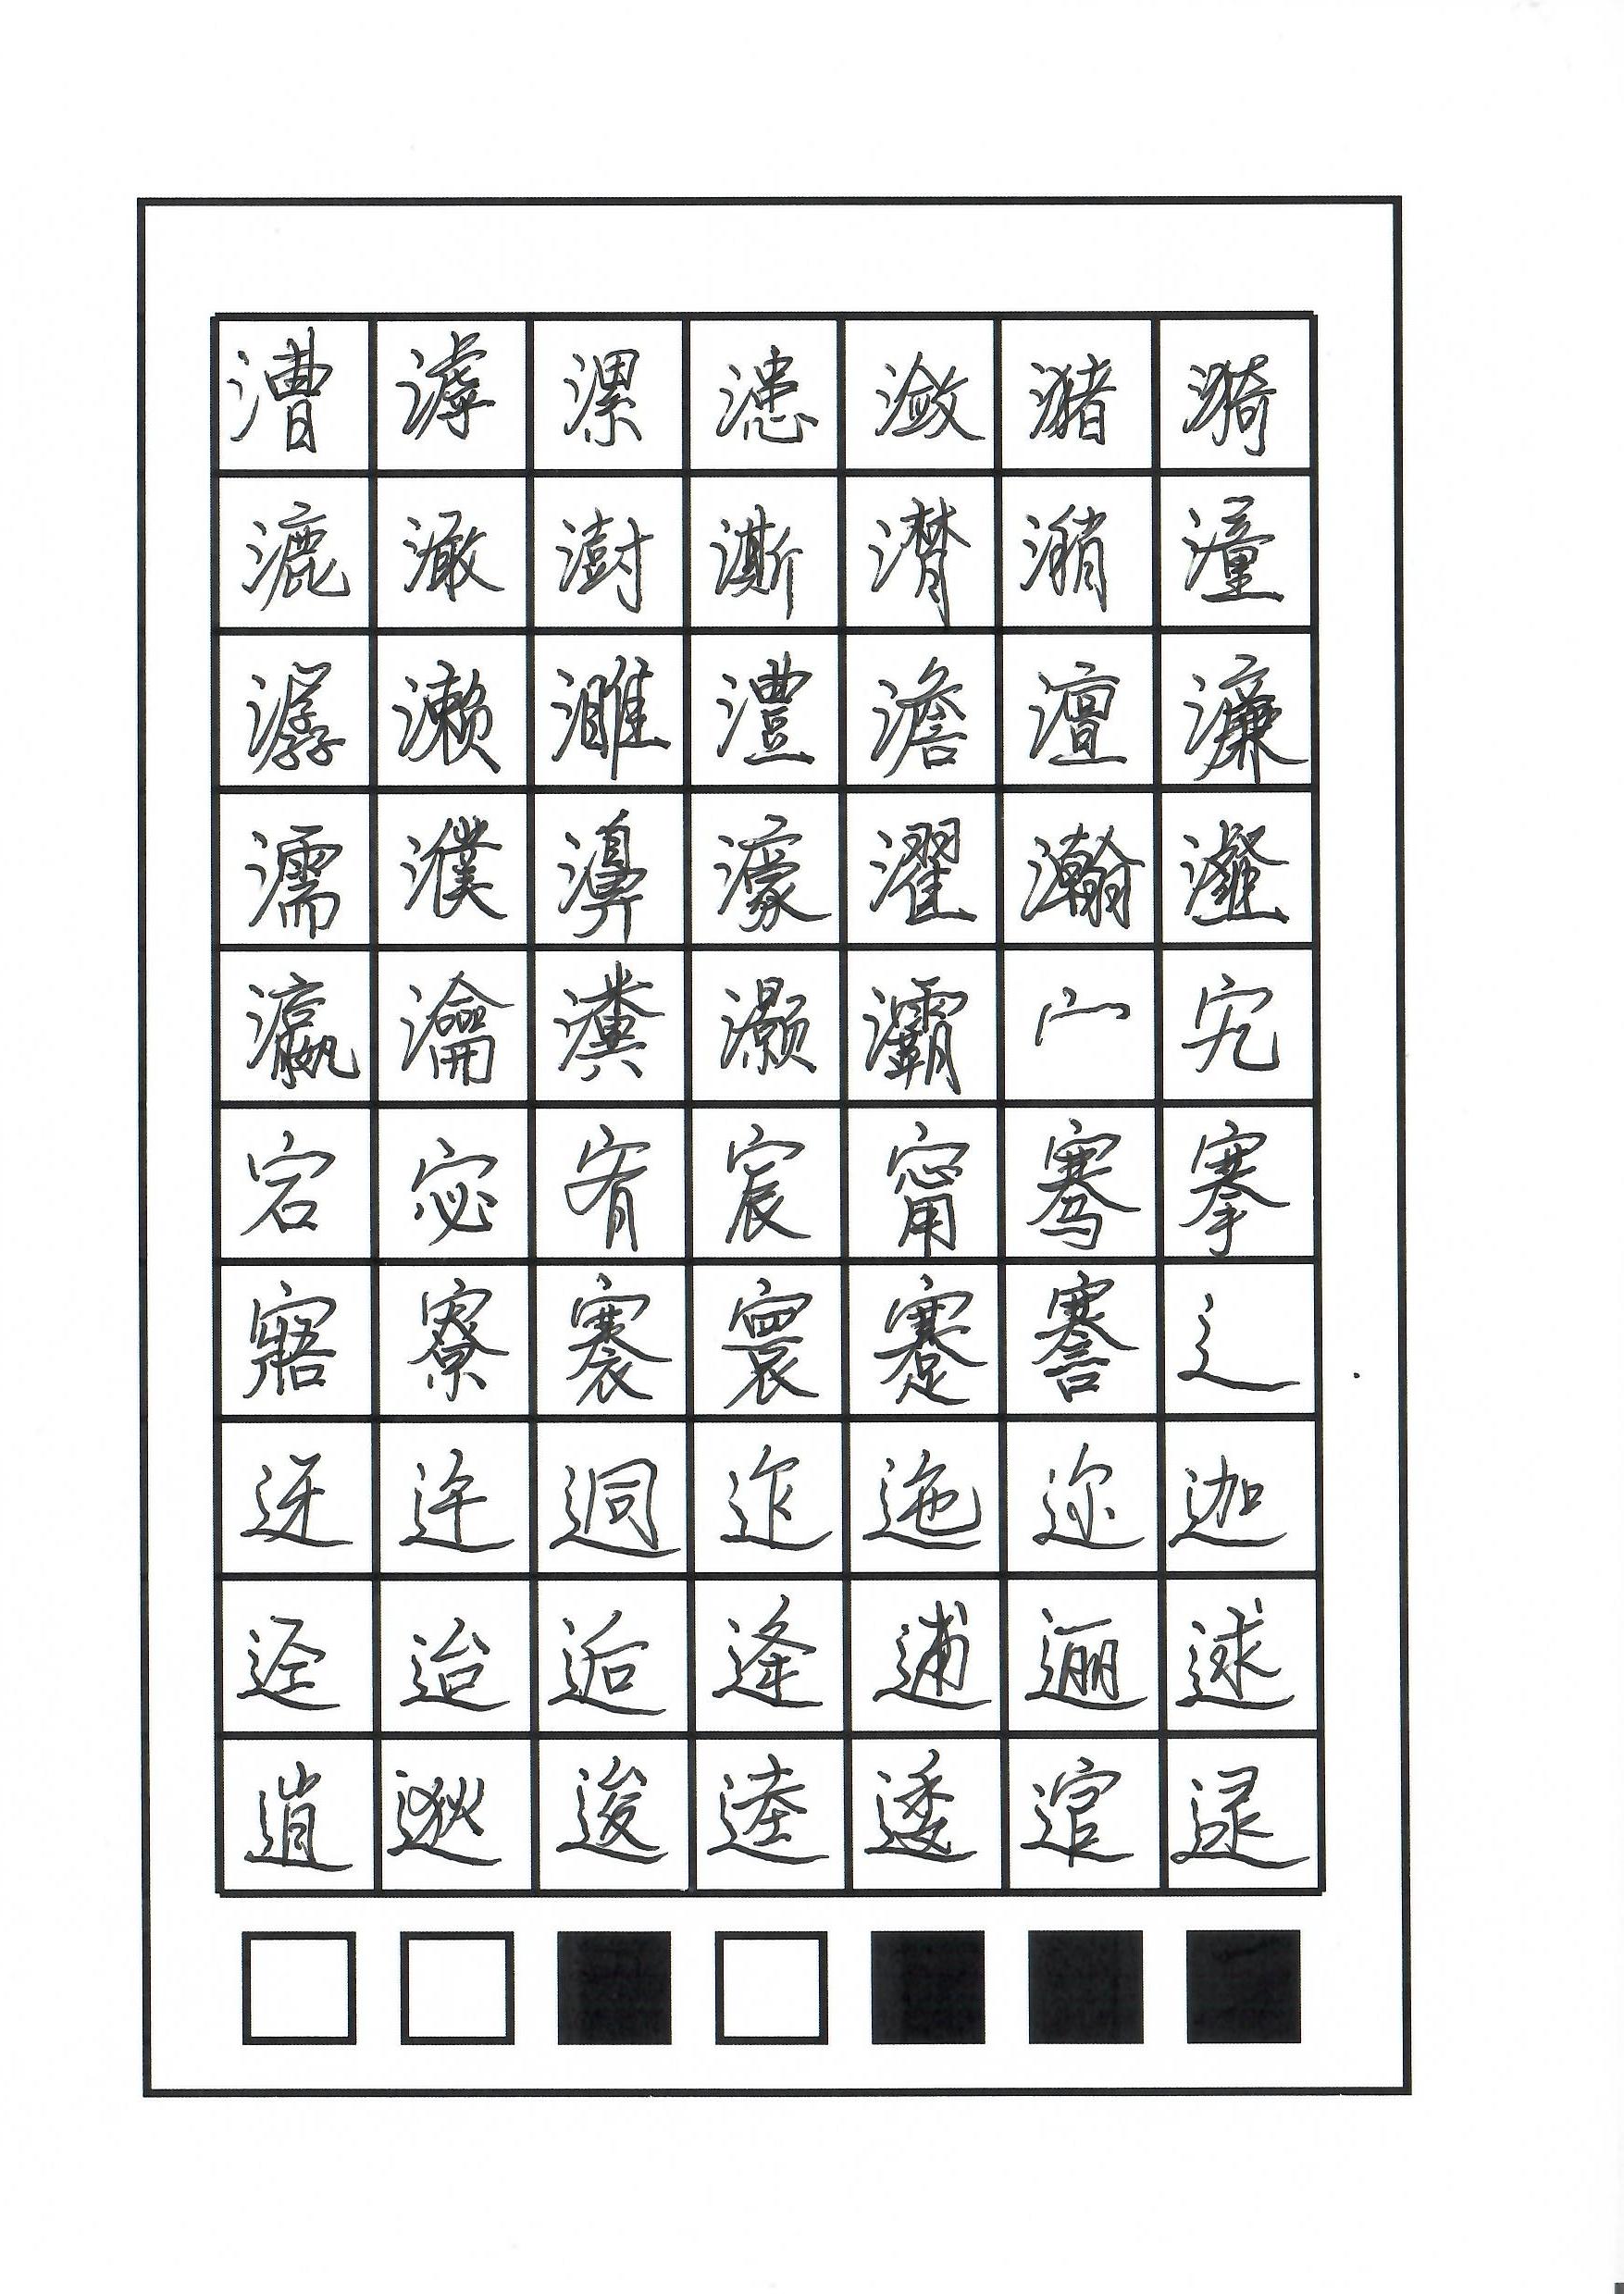 漕滹漯漶潋潴漪
漉澉澍澌潸潲潼
潺濑濉澧澹澶濂
濡濮濞濠濯瀚瀣
瀛瀹瀵灏灞宀宄
宕宓宥宸甯骞搴
寤寮褰寰蹇謇辶
迓迕迥迮迤迩迦
迳迨逅逄逋逦逑
逍逖逡逵逶逭逯